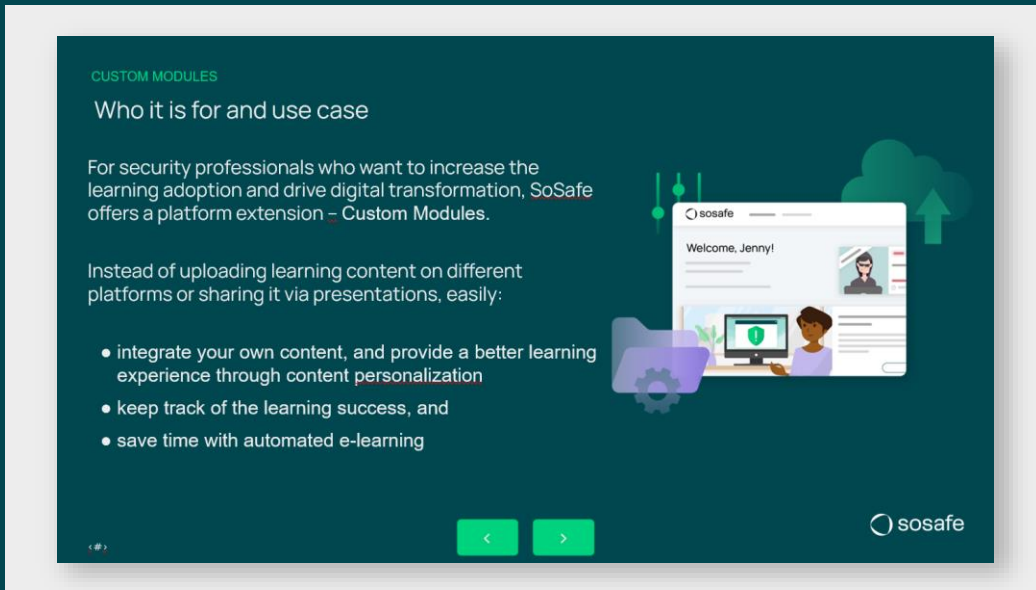 CUSTOM MODULES
Who it is for and use case
For security professionals who want to increase the
learning adoption and drive digital transformation, SoSafe
offers a platform extension – Custom Modules.
Instead of uploading learning content on different
platforms or sharing it via presentations, easily:
● integrate your own content, and provide a better learning
experience through content personalization
● keep track of the learning success, and
● save time with automated e-learning
sosafe
Welcome, Jenny!
‹#›
‹ ›
sosafe